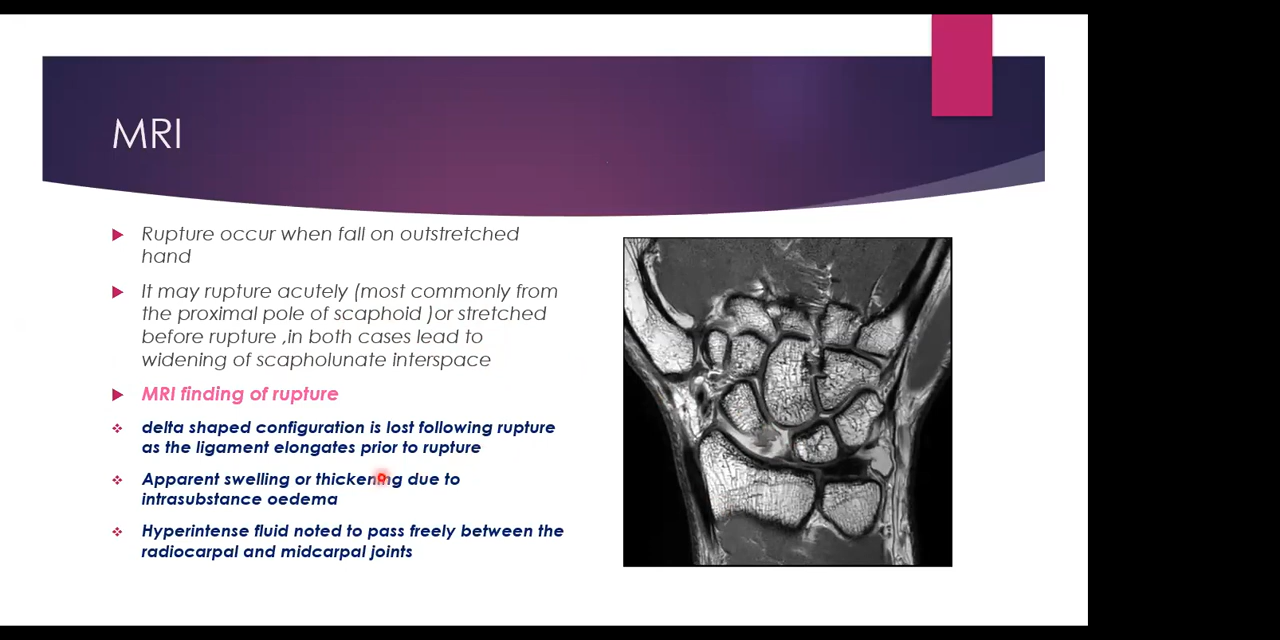 MRI
Rupture occur when fall on outstretched
hand
It may rupture acutely (most commonly from
the proximal pole of scaphoid )or stretched
before rupture ,in both cases lead to
widening of scapholunate interspace
MRI finding of rupture
delta shaped configuration is lost following rupture
as the ligament elongates prior to rupture
Apparent swelling or thickening due to
intrasubstance oedema
Hyperintense fluid noted to pass freely between the
radiocarpal and midcarpal joints